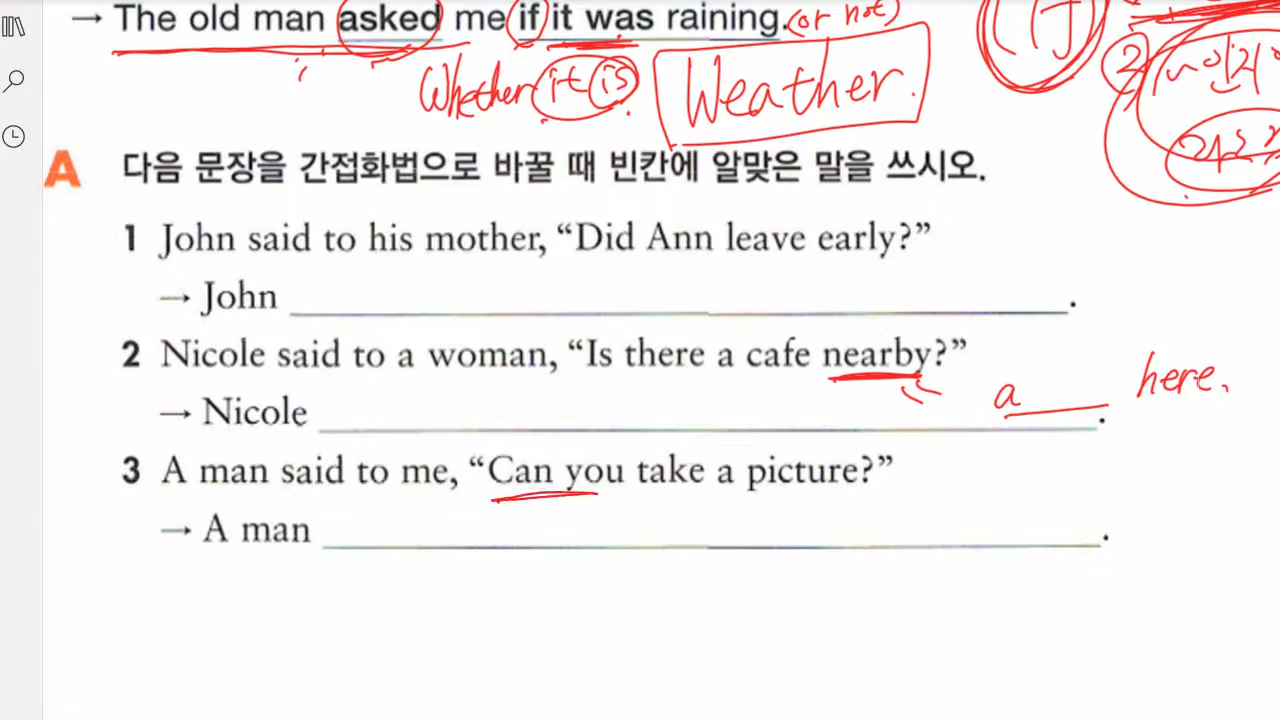 → The old man asked me if it was raining. (or not)
Whether it is. Weather.
A 다음 문장을 간접화법으로 바꿀 때 빈칸에 알맞은 말을 쓰시오.
1 John said to his mother, “Did Ann leave early?”
→ John .
2 Nicole said to a woman, “Is there a cafe nearby?”
a here.
→ Nicole .
3 A man said to me, “Can you take a picture?”
→ A man .